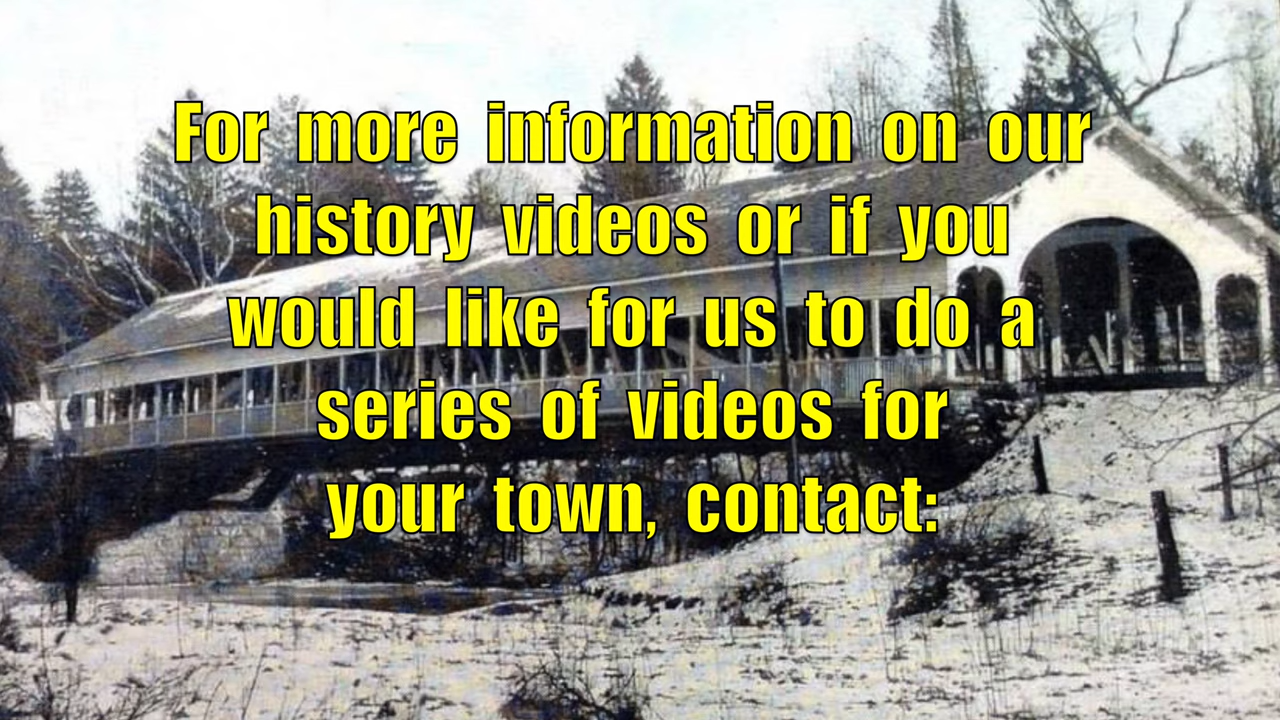 For more information on our
history videos or if you
would like for us to do a
series of videos for
your town, contact: